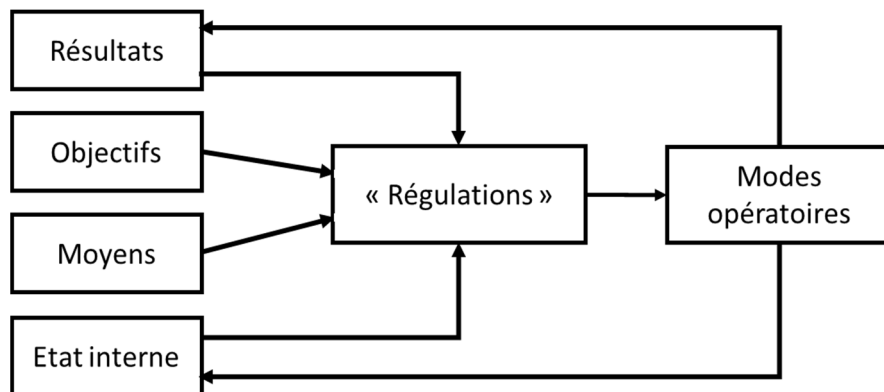 Résultats
Objectifs
Moyens
Etat interne
« Régulations »
Modes
opératoires